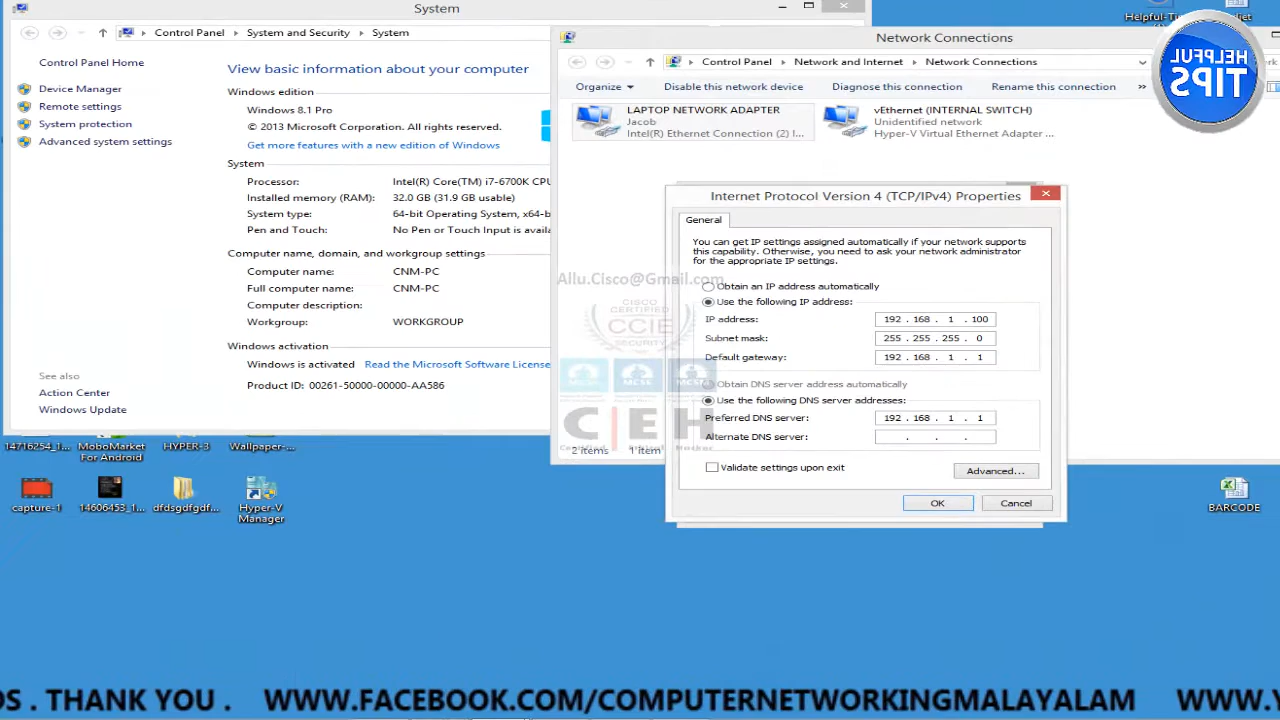 System
Control Panel
System and Security
System
Control Panel Home
Device Manager
Remote settings
System protection
Advanced system settings
See also
Action Center
Windows Update
View basic information about your computer
Windows edition
Windows 8.1 Pro
© 2013 Microsoft Corporation. All rights reserved.
Get more features with a new edition of Windows
System
Processor: Intel(R) Core(TM) i7-6700K CPU
Installed memory (RAM): 32.0 GB (31.9 GB usable)
System type: 64-bit Operating System, x64-b
Pen and Touch: No Pen or Touch Input is availa
Computer name, domain, and workgroup settings
Computer name: CNM-PC
Full computer name: CNM-PC
Computer description:
Workgroup: WORKGROUP
Windows activation
Windows is activated Read the Microsoft Software License
Product ID: 00261-50000-00000-AA586
Network Connections
Control Panel
Network and Internet
Network Connections
Organize
Disable this network device
Diagnose this connection
Rename this connection
»
LAPTOP NETWORK ADAPTER
Jacob
Intel(R) Ethernet Connection (2) I...
vEthernet (INTERNAL SWITCH)
Unidentified network
Hyper-V Virtual Ethernet Adapter ...
2 items 1 item
Internet Protocol Version 4 (TCP/IPv4) Properties
General
You can get IP settings assigned automatically if your network supports
this capability. Otherwise, you need to ask your network administrator
for the appropriate IP settings.
Obtain an IP address automatically
Use the following IP address:
IP address: 192 . 168 . 1 . 100
Subnet mask: 255 . 255 . 255 . 0
Default gateway: 192 . 168 . 1 . 1
Obtain DNS server address automatically
Use the following DNS server addresses:
Preferred DNS server: 192 . 168 . 1 . 1
Alternate DNS server: . . .
Validate settings upon exit
Advanced...
OK
Cancel
Allu.Cisco@Gmail.com
CISCO
CERTIFIED
CCIE
SECURITY
C|EH
HELPFUL
TIPS
14716254_1...
MoboMarket
For Android
HYPER-3
Wallpaper-...
capture-1
14606453_1...
dfdsgdfgdf...
Hyper-V
Manager
BARCODE
OS . THANK YOU . WWW.FACEBOOK.COM/COMPUTERNETWORKINGMALAYALAM WWW.Y